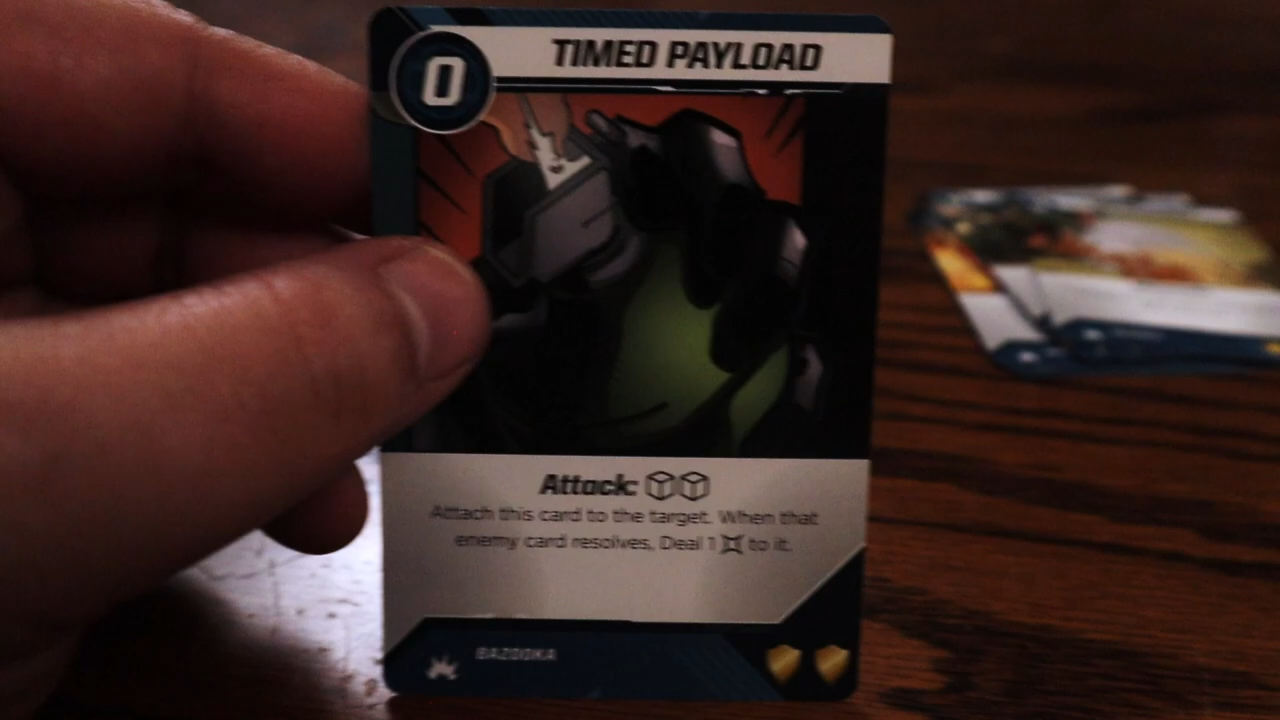 0
TIMED PAYLOAD
Attack:
Attach this card to the target. When that
enemy card resolves, Deal 1 to it.
BAZOOKA